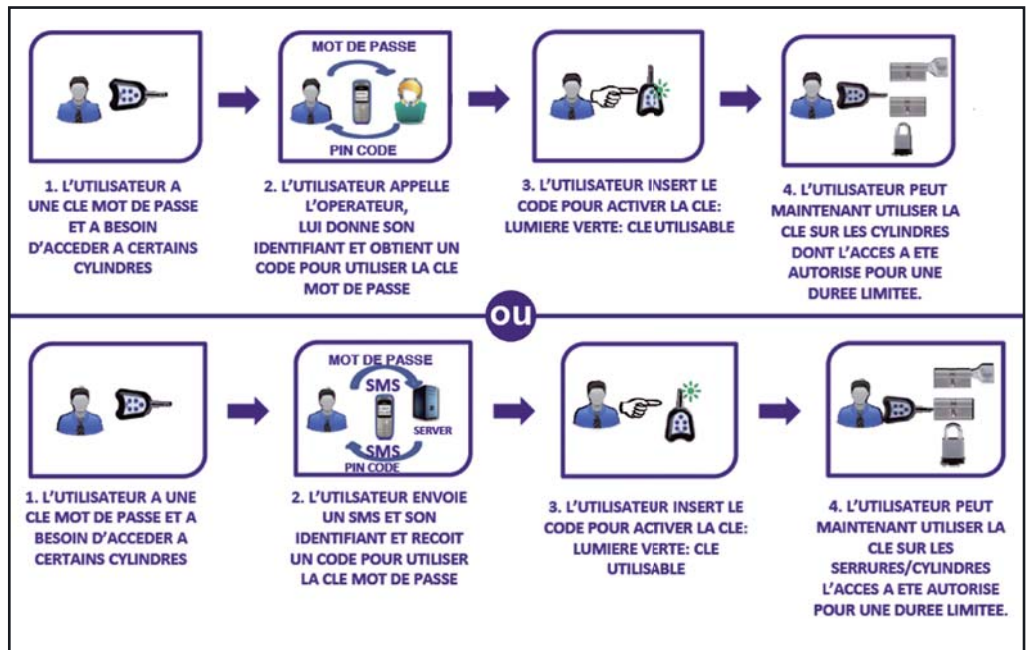 MOT DE PASSE
PIN CODE
1. L'UTILISATEUR A
UNE CLE MOT DE PASSE
ET A BESOIN
D'ACCEDER A CERTAINS
CYLINDRES
2. L'UTILISATEUR APPELLE
L'OPERATEUR,
LUI DONNE SON
IDENTIFIANT ET OBTIENT UN
CODE POUR UTILISER LA CLE
MOT DE PASSE
3. L'UTILISATEUR INSERT LE
CODE POUR ACTIVER LA CLE:
LUMIERE VERTE: CLE UTILISABLE
4. L'UTILISATEUR PEUT
MAINTENANT UTILISER LA
CLE SUR LES CYLINDRES
DONT L'ACCES A ETE
AUTORISE POUR UNE
DUREE LIMITEE.
ou
MOT DE PASSE
SMS
SERVER
SMS
PIN CODE
1. L'UTILISATEUR A UNE
CLE MOT DE PASSE ET A
BESOIN D'ACCEDER A
CERTAINS CYLINDRES
2. L'UTILSATEUR ENVOIE
UN SMS ET SON
IDENTIFIANT ET RECOIT
UN CODE POUR UTILISER
LA CLE MOT DE PASSE
3. L'UTILISATEUR INSERT LE
CODE POUR ACTIVER LA CLE:
LUMIERE VERTE: CLE
UTILISABLE
4. L'UTILISATEUR PEUT
MAINTENANT UTILISER LA
CLE SUR LES
SERRURES/CYLINDRES
L'ACCES A ETE AUTORISE
POUR UNE DUREE LIMITEE.